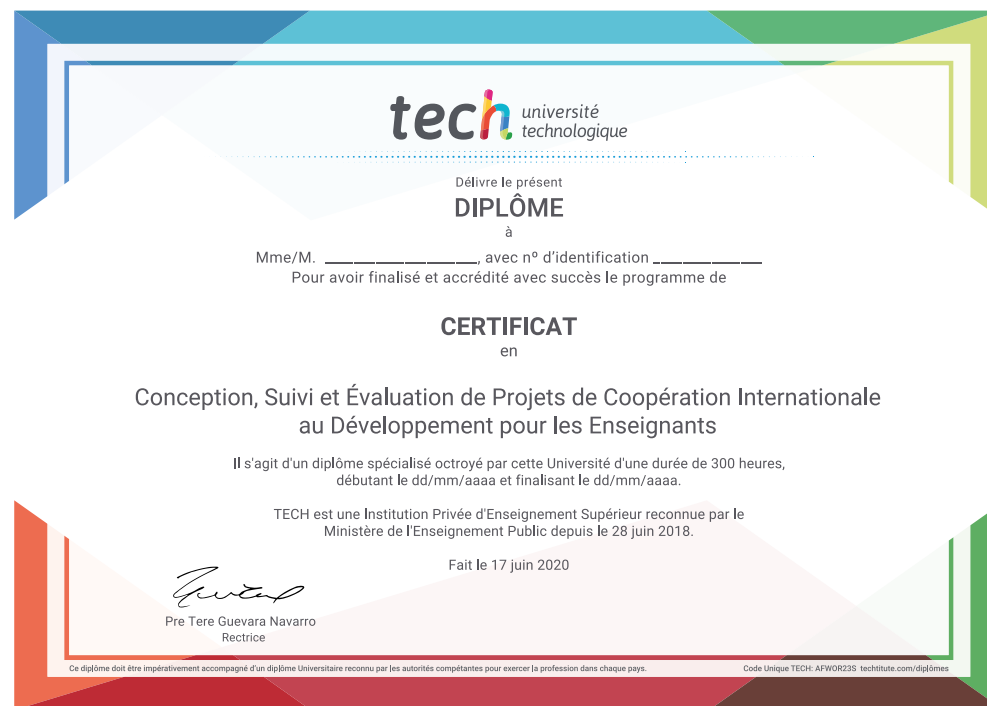 tech université
technologique
Délivre le présent
DIPLÔME
à
Mme/M. _______________, avec nº d'identification ___________
Pour avoir finalisé et accrédité avec succès le programme de
CERTIFICAT
en
Conception, Suivi et Évaluation de Projets de Coopération Internationale
au Développement pour les Enseignants
Il s'agit d'un diplôme spécialisé octroyé par cette Université d'une durée de 300 heures,
débutant le dd/mm/aaaa et finalisant le dd/mm/aaaa.
TECH est une Institution Privée d'Enseignement Supérieur reconnue par le
Ministère de l'Enseignement Public depuis le 28 juin 2018.
Fait le 17 juin 2020
Pre Tere Guevara Navarro
Rectrice
Ce diplôme doit être impérativement accompagné d'un diplôme Universitaire reconnu par les autorités compétentes pour exercer la profession dans chaque pays. Code Unique TECH: AFWOR23S techtitute.com/diplômes